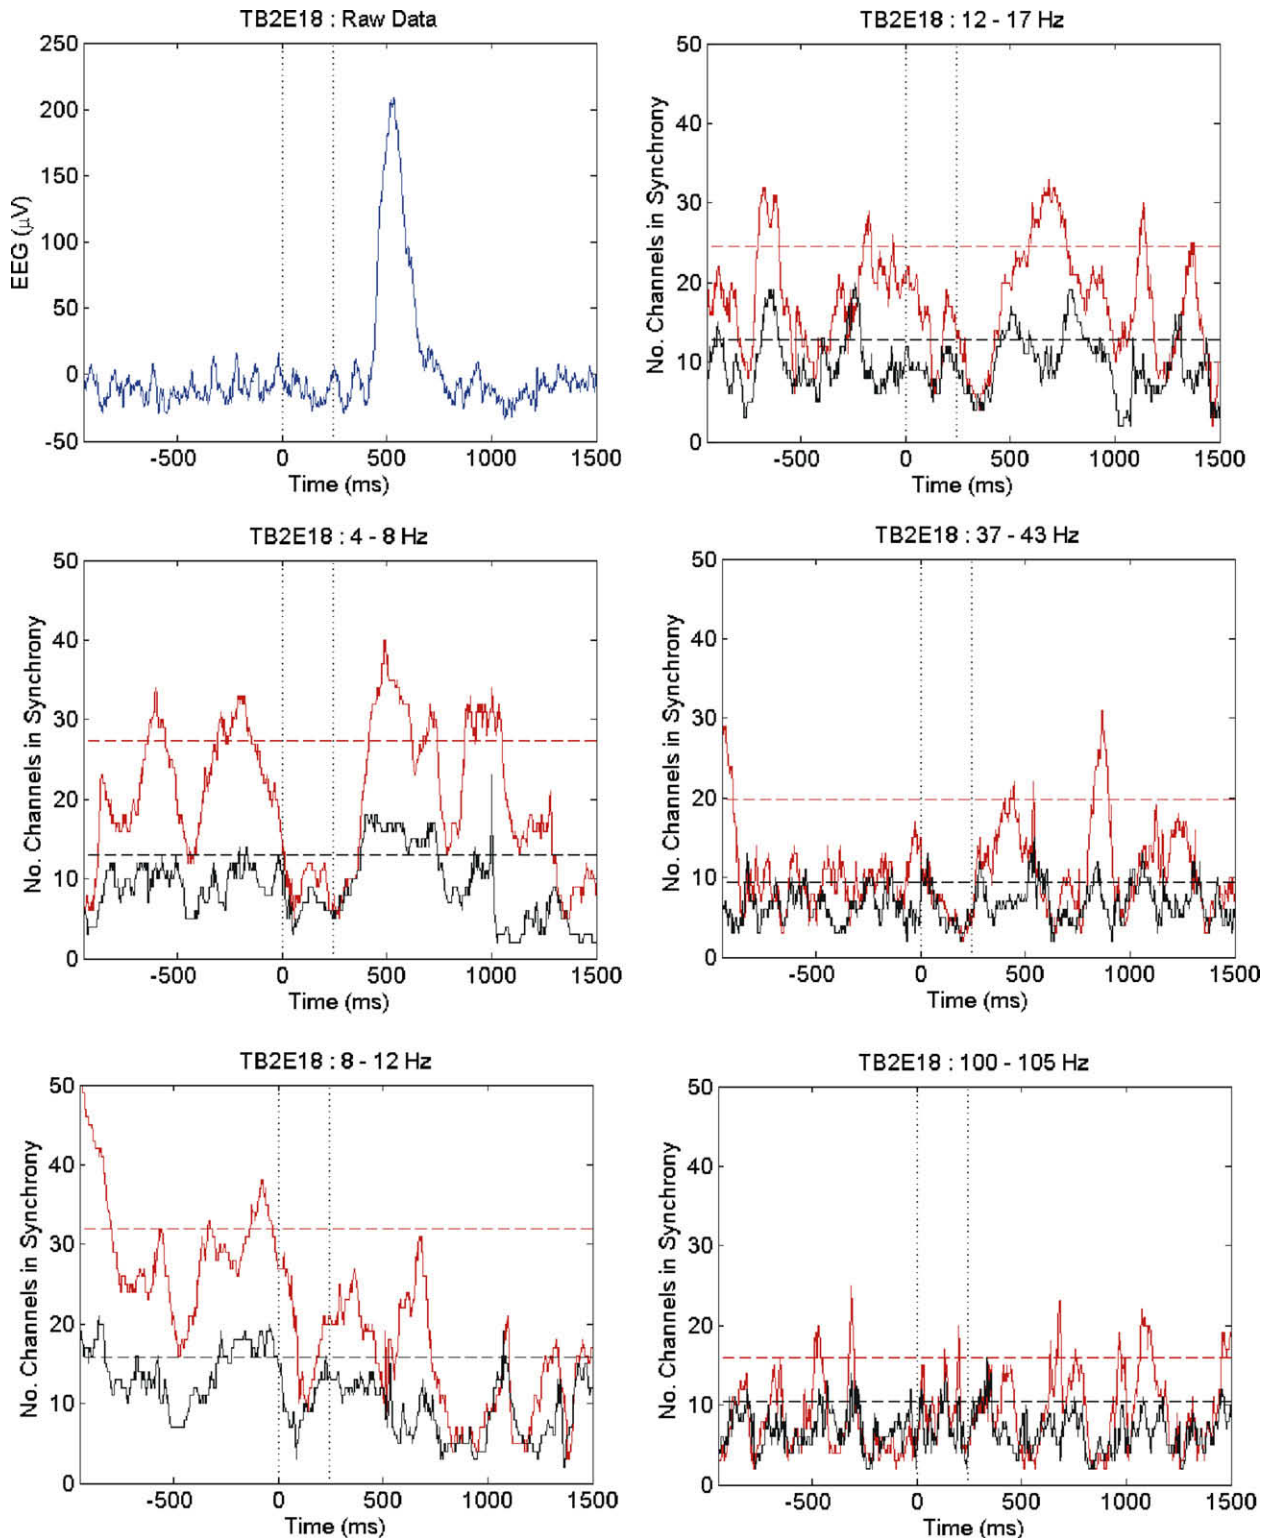 TB2E18 : Raw Data
250
200
150
100
50
0
-50
EEG (μV)
-500 0 500 1000 1500
Time (ms)
TB2E18 : 12 - 17 Hz
50
40
30
20
10
0
No. Channels in Synchrony
-500 0 500 1000 1500
Time (ms)
TB2E18 : 4 - 8 Hz
50
40
30
20
10
0
No. Channels in Synchrony
-500 0 500 1000 1500
Time (ms)
TB2E18 : 37 - 43 Hz
50
40
30
20
10
0
No. Channels in Synchrony
-500 0 500 1000 1500
Time (ms)
TB2E18 : 8 - 12 Hz
50
40
30
20
10
0
No. Channels in Synchrony
-500 0 500 1000 1500
Time (ms)
TB2E18 : 100 - 105 Hz
50
40
30
20
10
0
No. Channels in Synchrony
-500 0 500 1000 1500
Time (ms)